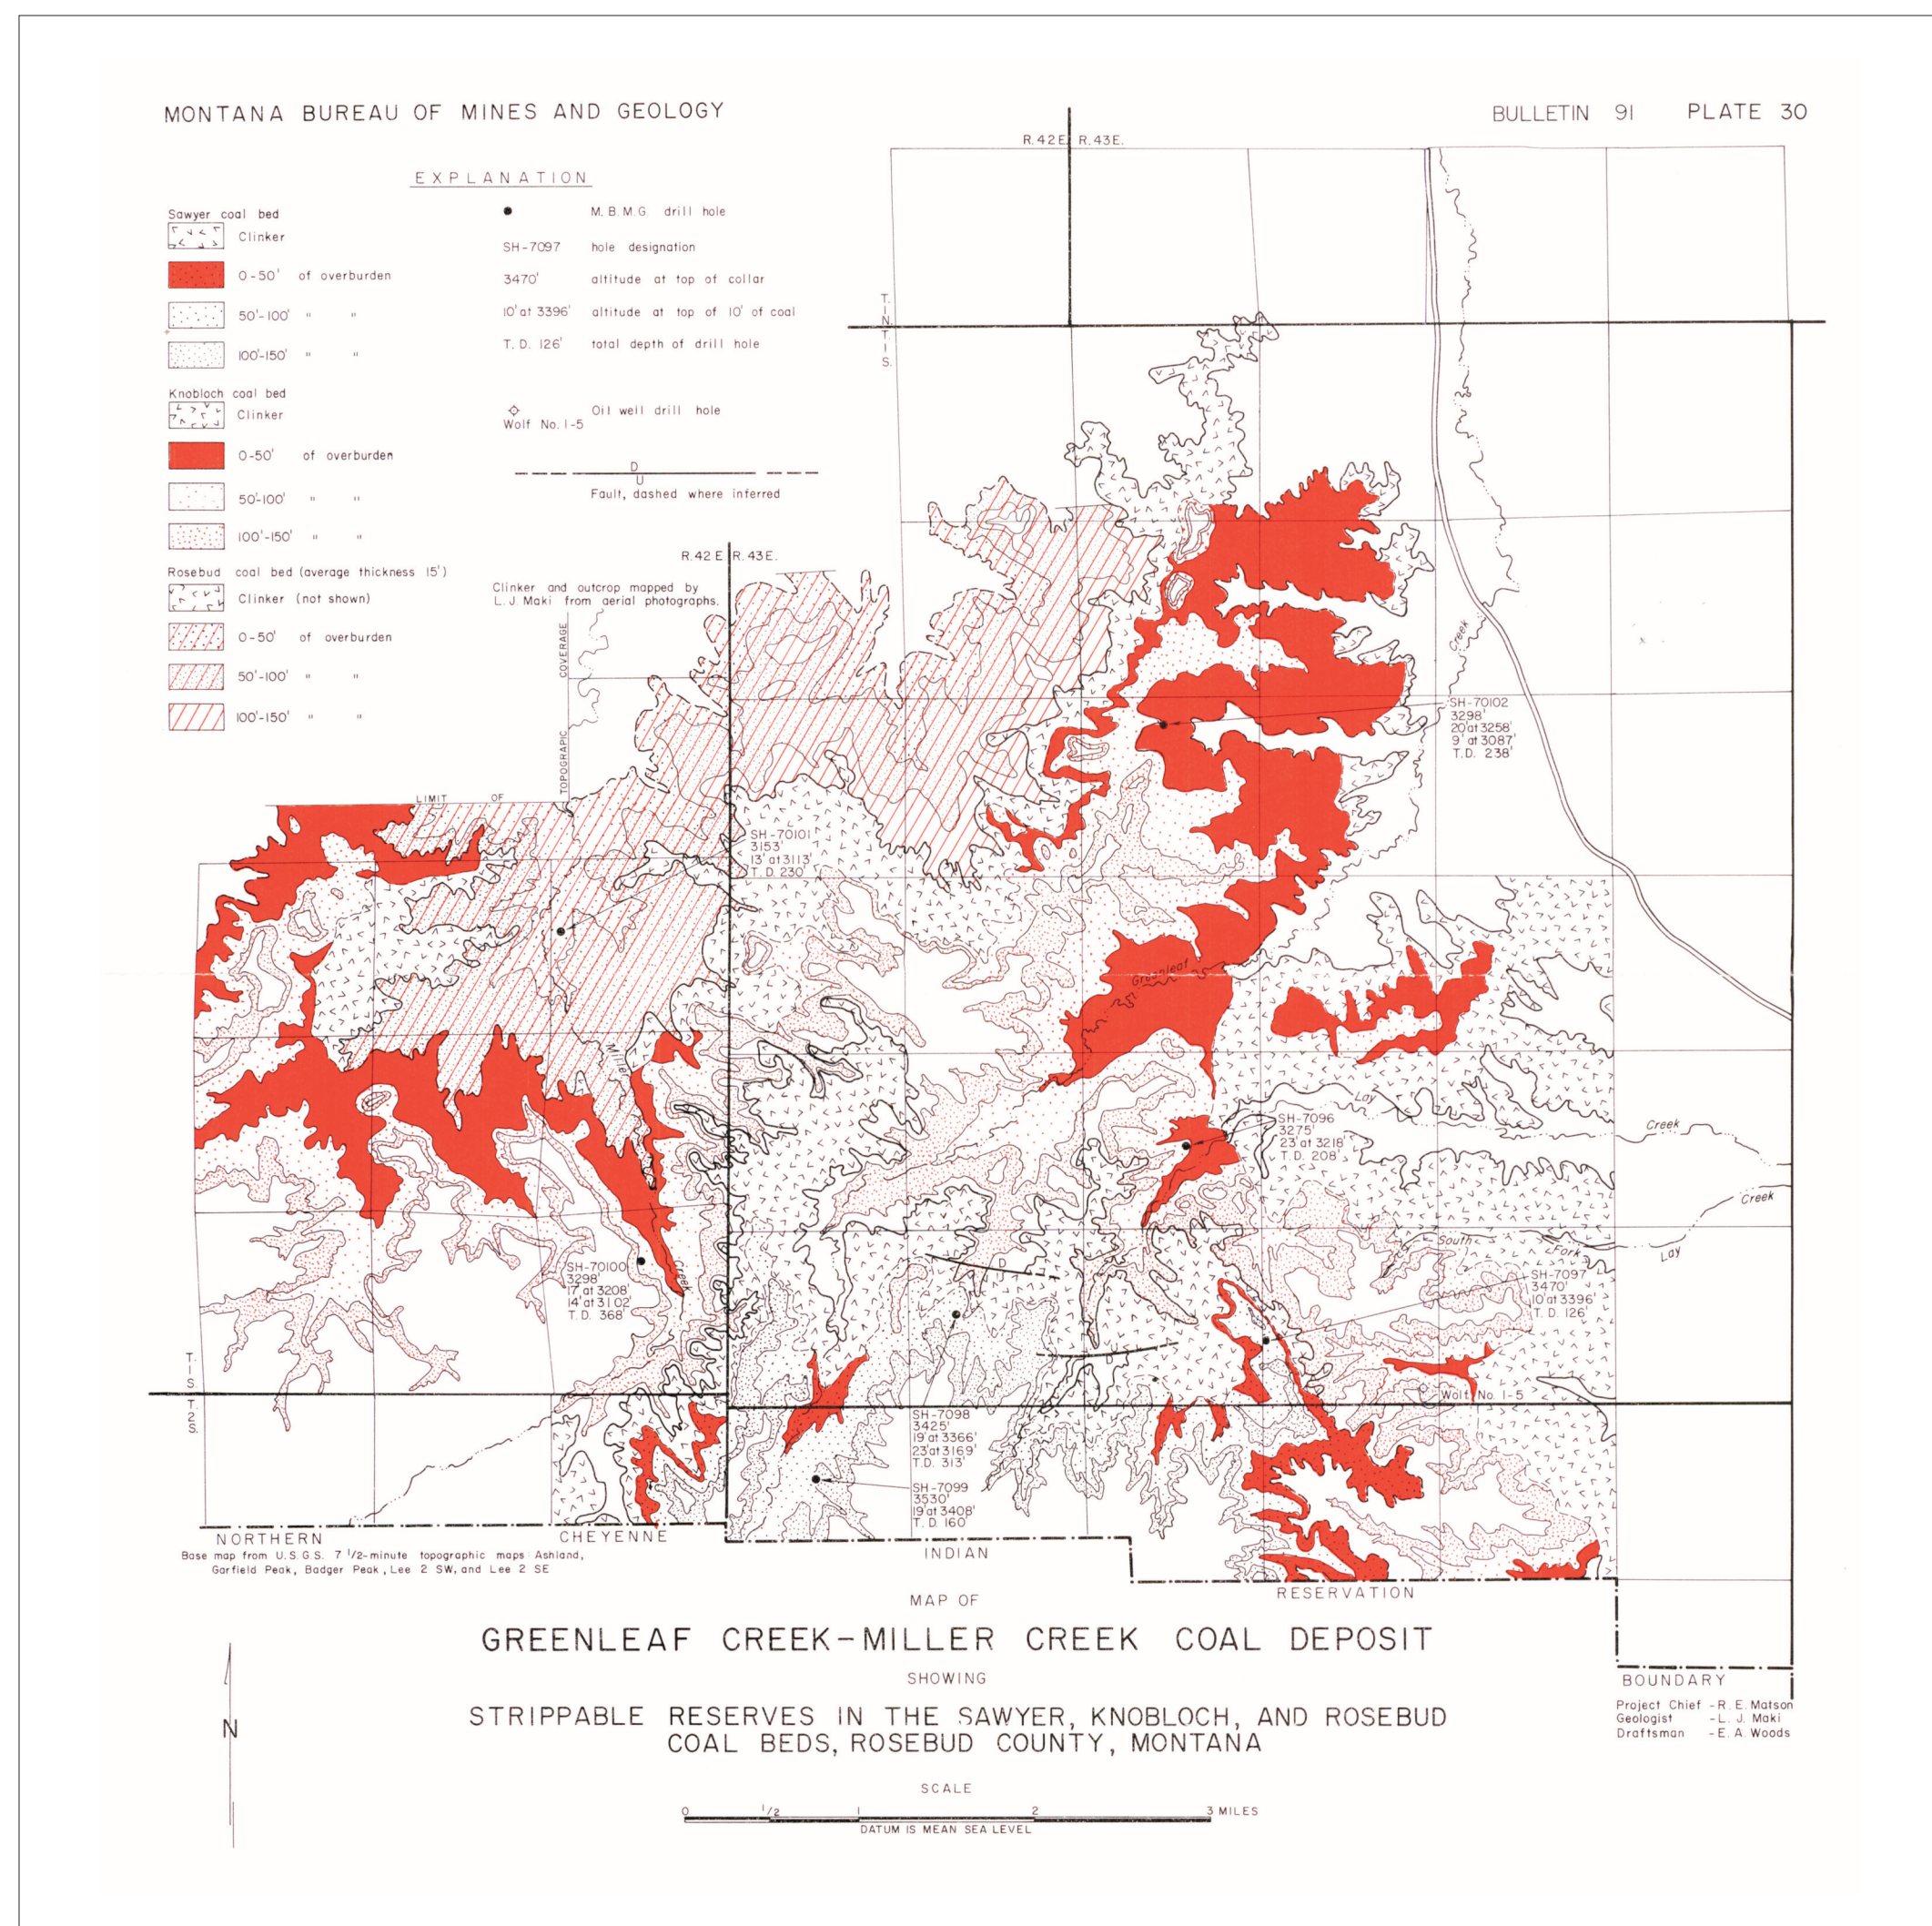 MONTANA BUREAU OF MINES AND GEOLOGY
BULLETIN 91 PLATE 30
EXPLANATION
Sawyer coal bed
Clinker
0-50' of overburden
50'-100' " "
100'-150' " "
Knobloch coal bed
Clinker
0-50' of overburden
50'-100' " "
100'-150' " "
Rosebud coal bed (average thickness 15')
Clinker (not shown)
0-50' of overburden
50'-100' " "
100'-150' " "
M. B. M. G. drill hole
SH-7097 hole designation
3470' altitude at top of collar
10' at 3396' altitude at top of 10' of coal
T. D. 126' total depth of drill hole
Oil well drill hole
Wolf No. 1-5
D
U
Fault, dashed where inferred
Clinker and outcrop mapped by
L. J. Maki from aerial photographs.
R. 42 E. R. 43 E.
R. 42 E. R. 43 E.
T. 1 N.
T. 1 S.
LIMIT OF
TOPOGRAPIC COVERAGE
Creek
SH-70102
3298'
20' at 3258'
9' at 3087'
T.D. 238'
SH-70101
3153'
13' at 3113'
T.D. 230'
Greenleaf
Miller
Creek
Lay
Creek
SH-7096
3275'
23' at 3218'
T.D. 208'
Creek
South Fork
Lay
SH-70100
3298'
17' at 3208'
14' at 3102'
T.D. 368'
D
D
SH-7097
3470'
10' at 3396'
T.D. 126'
Wolf No. 1-5
T. 1 S.
T. 2 S.
SH-7098
3425'
19' at 3366'
23' at 3169'
T.D. 313'
SH-7099
3530'
19' at 3408'
T.D. 160'
NORTHERN CHEYENNE
INDIAN
RESERVATION
BOUNDARY
Base map from U.S.G.S. 7 1/2-minute topographic maps: Ashland,
Garfield Peak, Badger Peak, Lee 2 SW, and Lee 2 SE
MAP OF
GREENLEAF CREEK-MILLER CREEK COAL DEPOSIT
SHOWING
STRIPPABLE RESERVES IN THE SAWYER, KNOBLOCH, AND ROSEBUD
COAL BEDS, ROSEBUD COUNTY, MONTANA
Project Chief - R. E. Matson
Geologist - L. J. Maki
Draftsman - E. A. Woods
N
SCALE
0 1/2 1 2 3 MILES
DATUM IS MEAN SEA LEVEL